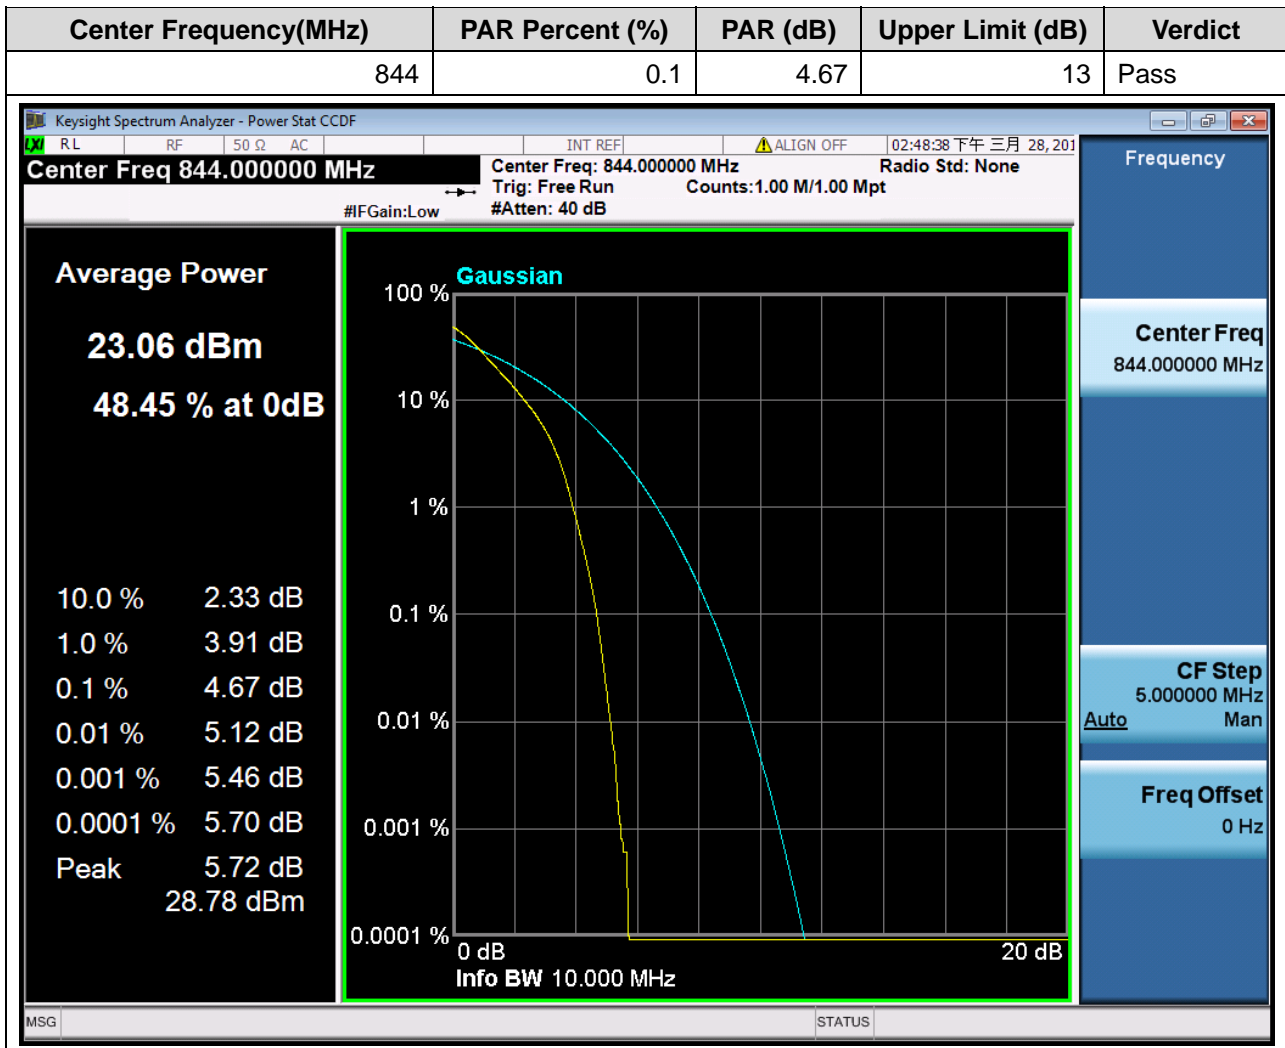 Center Frequency(MHz) PAR Percent (%) PAR (dB) Upper Limit (dB) Verdict
844 0.1 4.67 13 Pass
Keysight Spectrum Analyzer - Power Stat CCDF
LXI RL RF 50 Ω AC INT REF ALIGN OFF 02:48:38 下午 三月 28, 201
Center Freq 844.000000 MHz
Center Freq: 844.000000 MHz Radio Std: None
Trig: Free Run Counts:1.00 M/1.00 Mpt
#IFGain:Low #Atten: 40 dB
Average Power
23.06 dBm
48.45 % at 0dB
10.0 % 2.33 dB
1.0 % 3.91 dB
0.1 % 4.67 dB
0.01 % 5.12 dB
0.001 % 5.46 dB
0.0001 % 5.70 dB
Peak 5.72 dB
28.78 dBm
Gaussian
100 %
10 %
1 %
0.1 %
0.01 %
0.001 %
0.0001 %
0 dB 20 dB
Info BW 10.000 MHz
Frequency
Center Freq
844.000000 MHz
CF Step
5.000000 MHz
Auto Man
Freq Offset
0 Hz
MSG STATUS